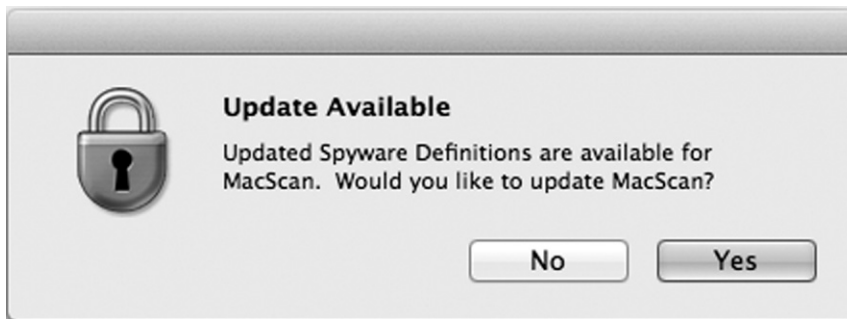 Update Available
Updated Spyware Definitions are available for
MacScan.  Would you like to update MacScan?
No
Yes